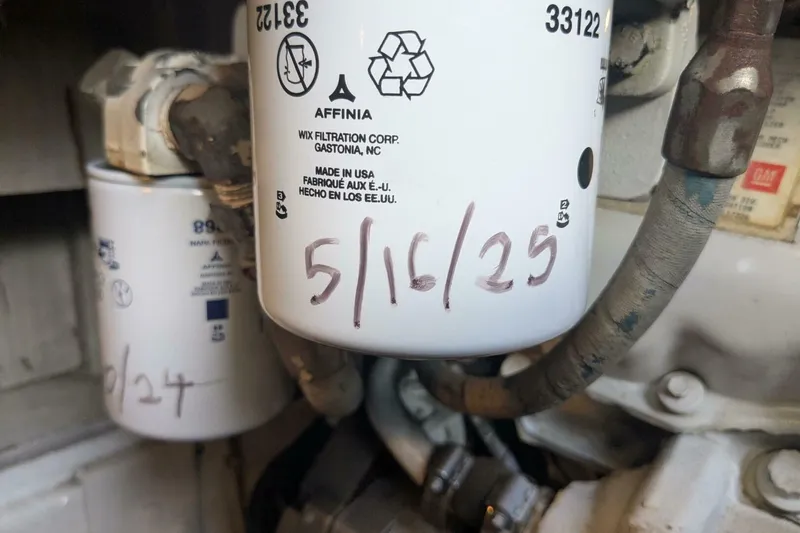 33122
33122
AFFINIA
WIX FILTRATION CORP.
GASTONIA, NC
MADE IN USA
FABRIQUÉ AUX É.-U.
HECHO EN LOS EE.UU.
5/16/25
GM
/24